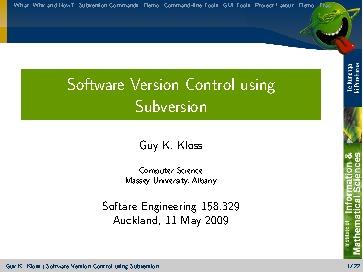 What Why and How? Subversion Commands Demo Command-line Tools GUI Tools Project Layout Demo
Software Version Control using
Subversion
Guy K. Kloss
Computer Science
Massey University, Albany
Softare Engineering 158.329
Auckland, 11 May 2009
Institute of Information &
Mathematical Sciences
Guy K. Kloss | Software Version Control using Subversion
1/22